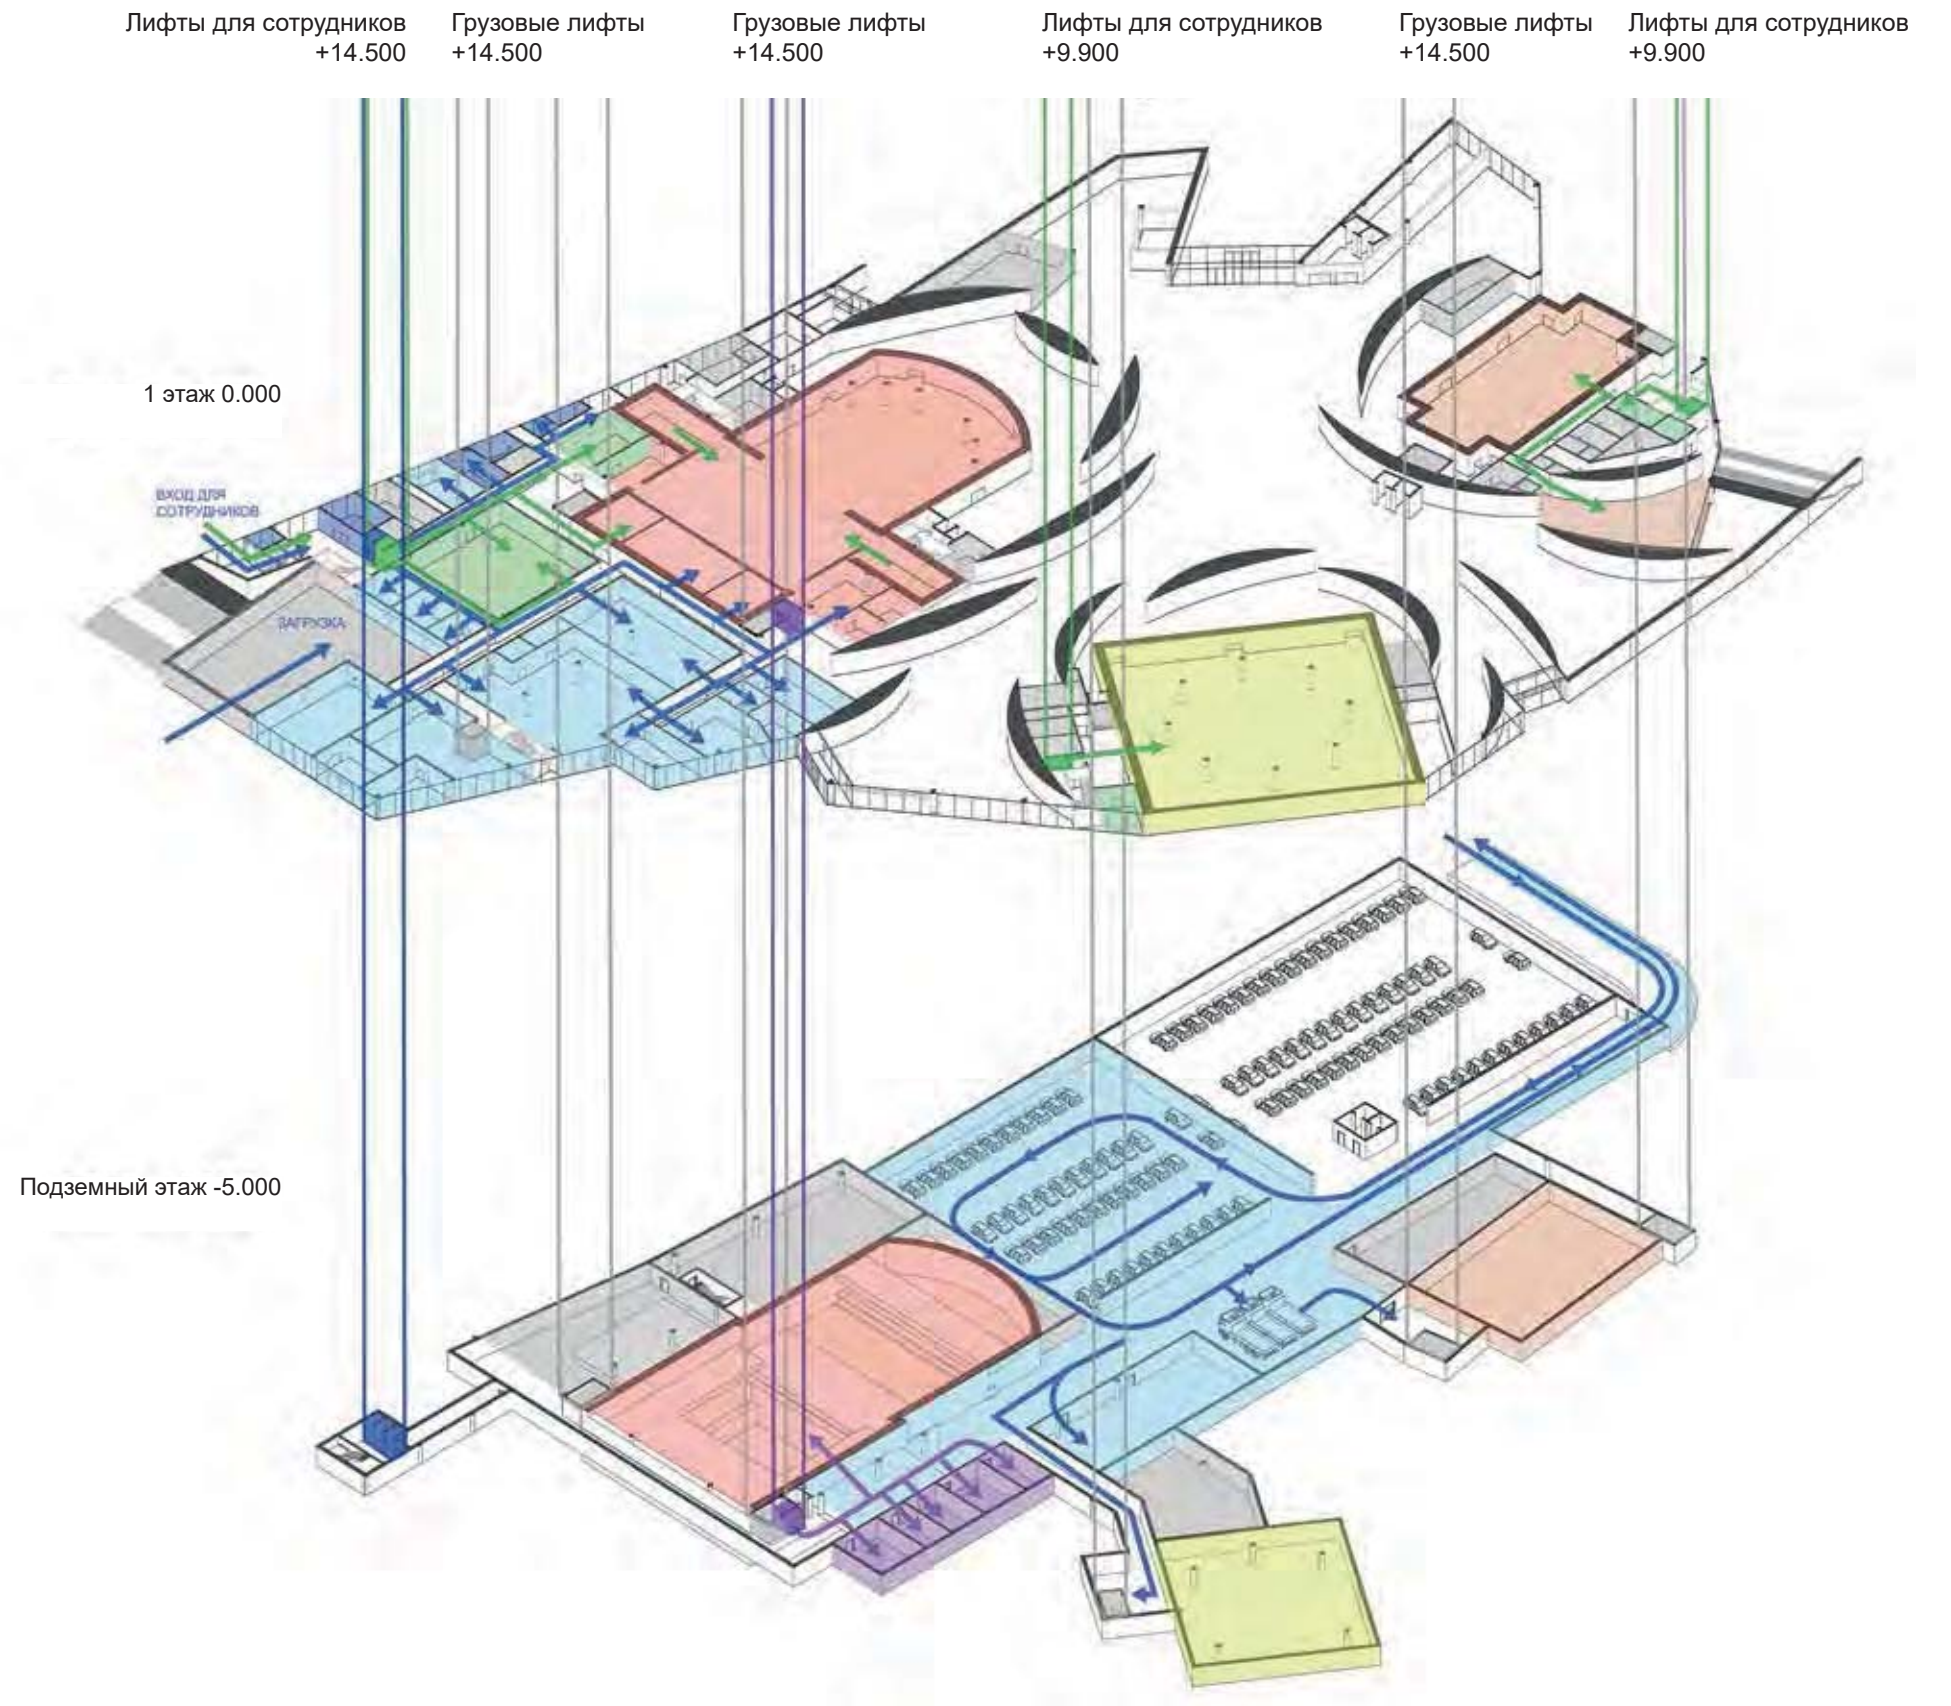 Лифты для сотрудников
+14.500
Грузовые лифты
+14.500
Грузовые лифты
+14.500
Лифты для сотрудников
+9.900
Грузовые лифты
+14.500
Лифты для сотрудников
+9.900
1 этаж 0.000
ВХОД ДЛЯ
СОТРУДНИКОВ
ЗАГРУЗКА
Подземный этаж -5.000